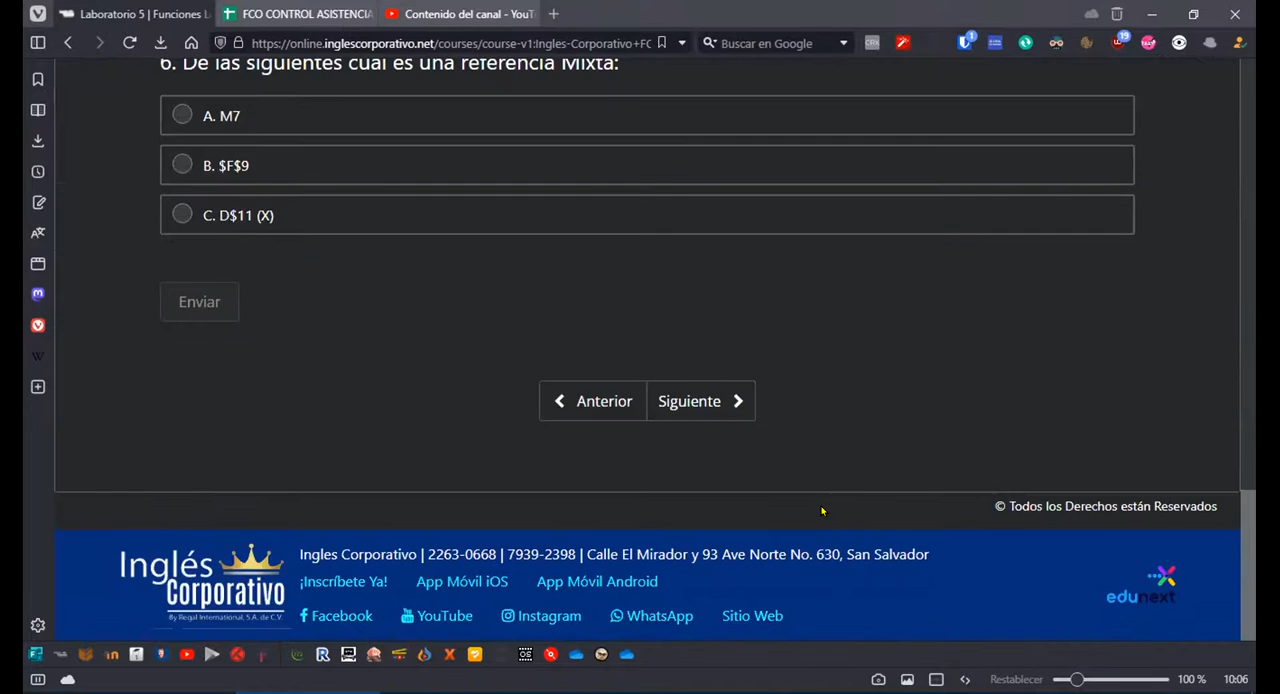 Laboratorio 5 | Funciones L
FCO CONTROL ASISTENCIA
Contenido del canal - YouT
https://online.inglescorporativo.net/courses/course-v1:Ingles-Corporativo+FC
Buscar en Google
CRX
1
19
6. De las siguientes cuál es una referencia Mixta:
A. M7
B. $F$9
C. D$11 (X)
Enviar
Anterior
Siguiente
© Todos los Derechos están Reservados
Inglés
Corporativo
By Regal International, S.A. de C.V.
Ingles Corporativo | 2263-0668 | 7939-2398 | Calle El Mirador y 93 Ave Norte No. 630, San Salvador
¡Inscríbete Ya!
App Móvil iOS
App Móvil Android
Facebook
YouTube
Instagram
WhatsApp
Sitio Web
edunext
Restablecer
100 %
10:06